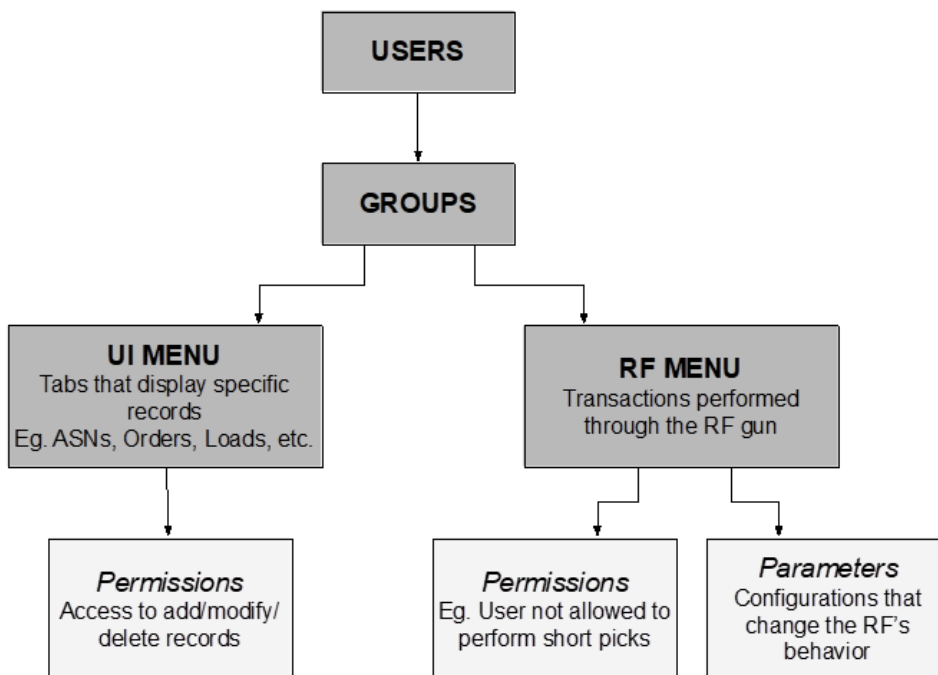 USERS
GROUPS
UI MENU
Tabs that display specific
records
Eg. ASNs, Orders, Loads, etc.
RF MENU
Transactions performed
through the RF gun
Permissions
Access to add/modify/
delete records
Permissions
Eg. User not allowed to
perform short picks
Parameters
Configurations that
change the RF's
behavior